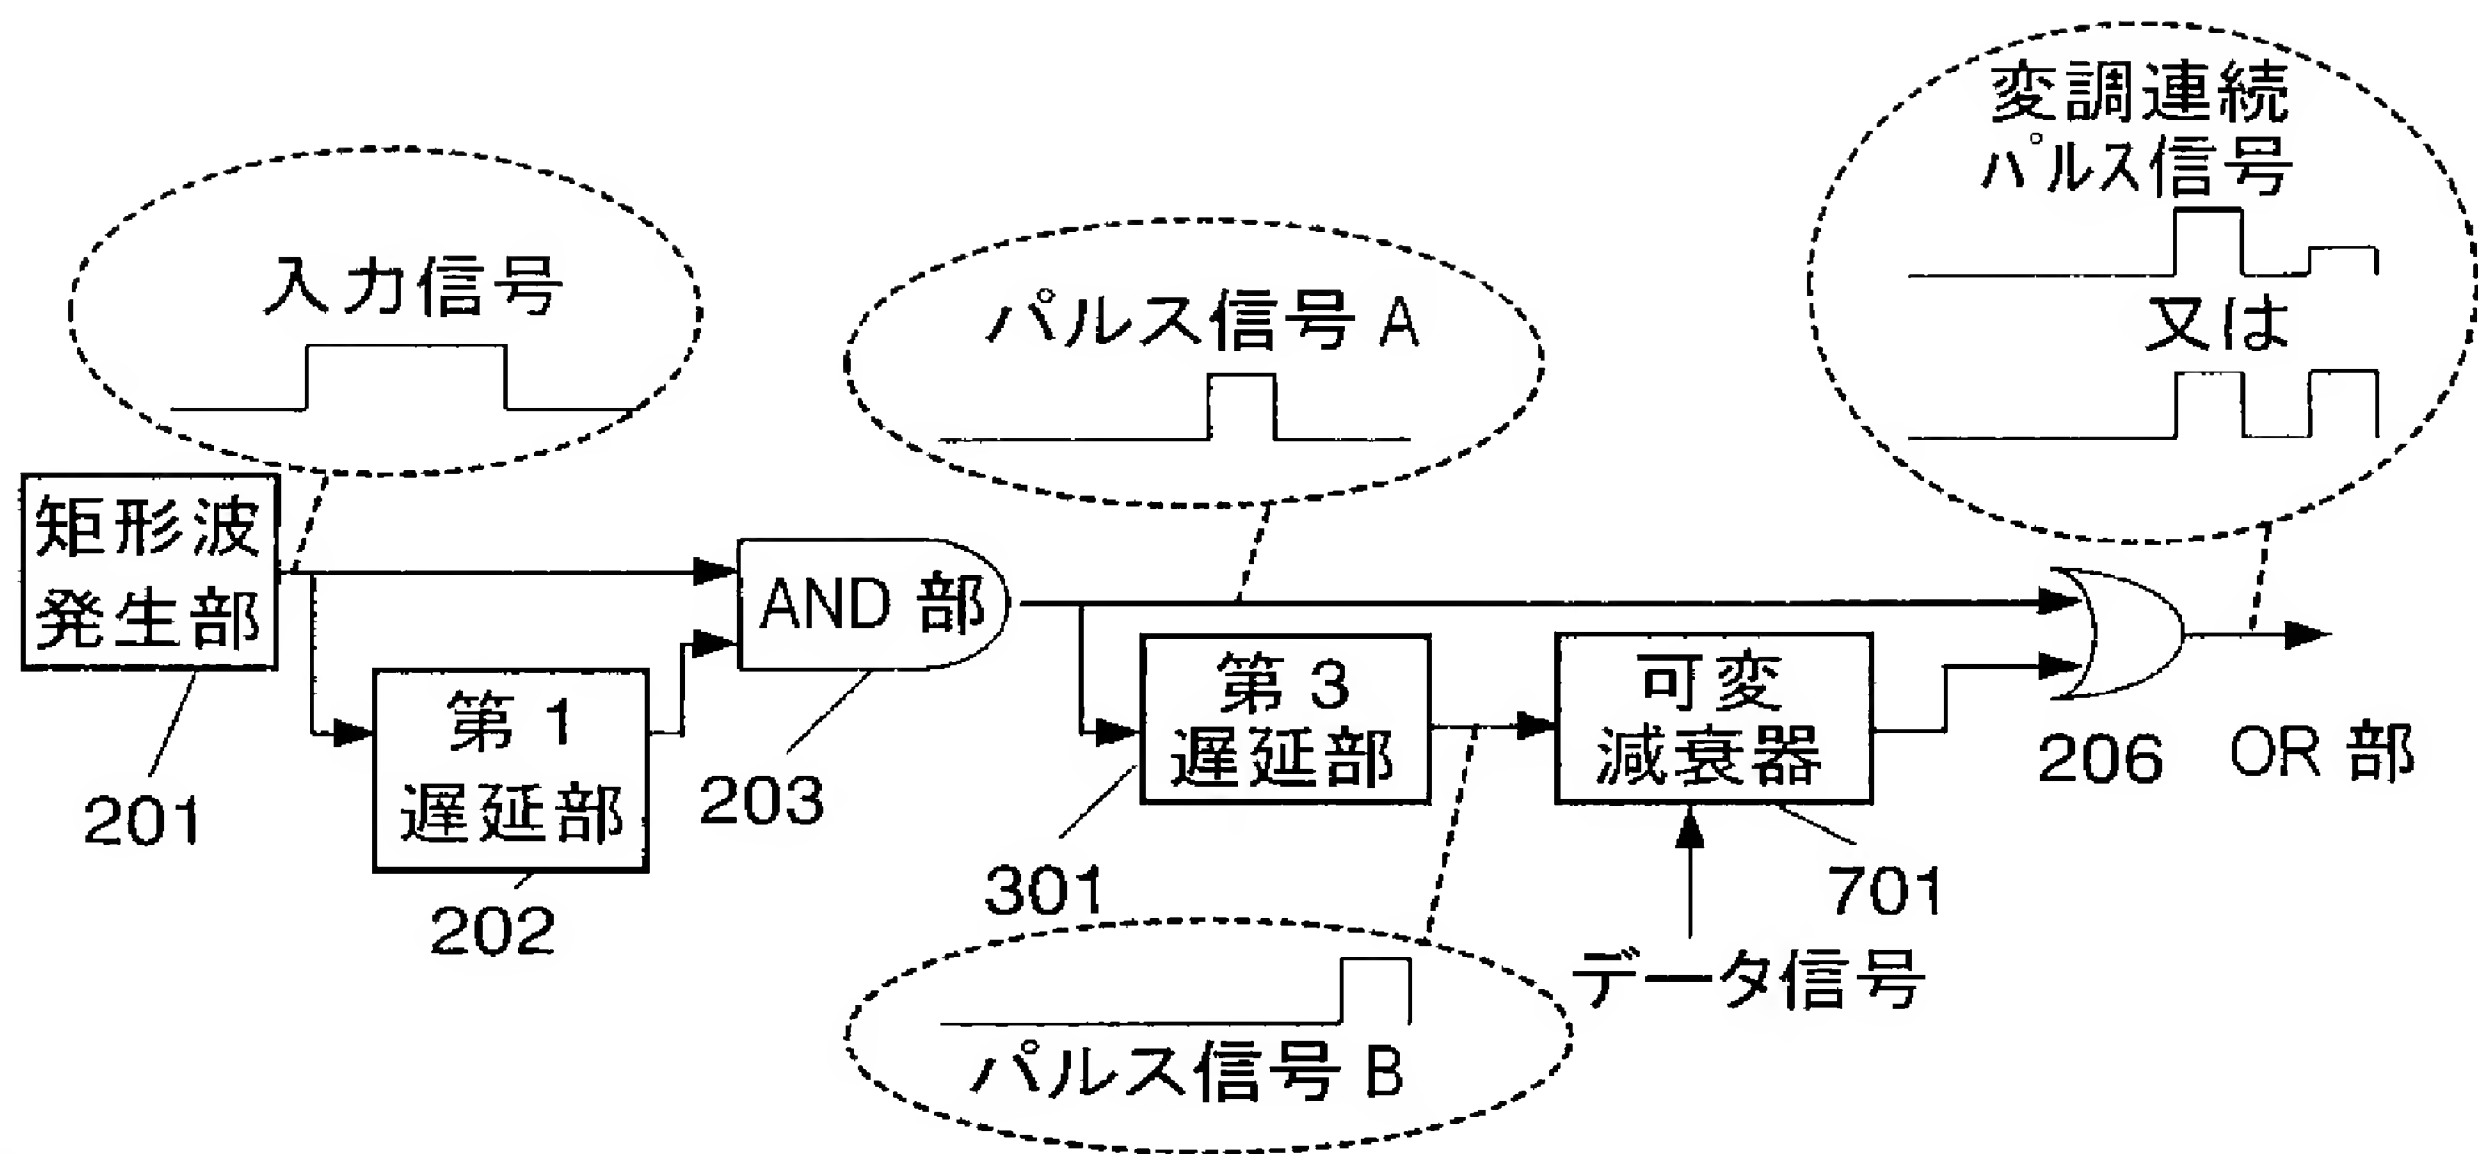 変調連続
パルス信号
又は
入力信号
パルス信号 A
矩形波
発生部
201
第 1
遅延部
202
AND 部
203
第 3
遅延部
301
可変
減衰器
701
データ信号
パルス信号 B
206 OR 部